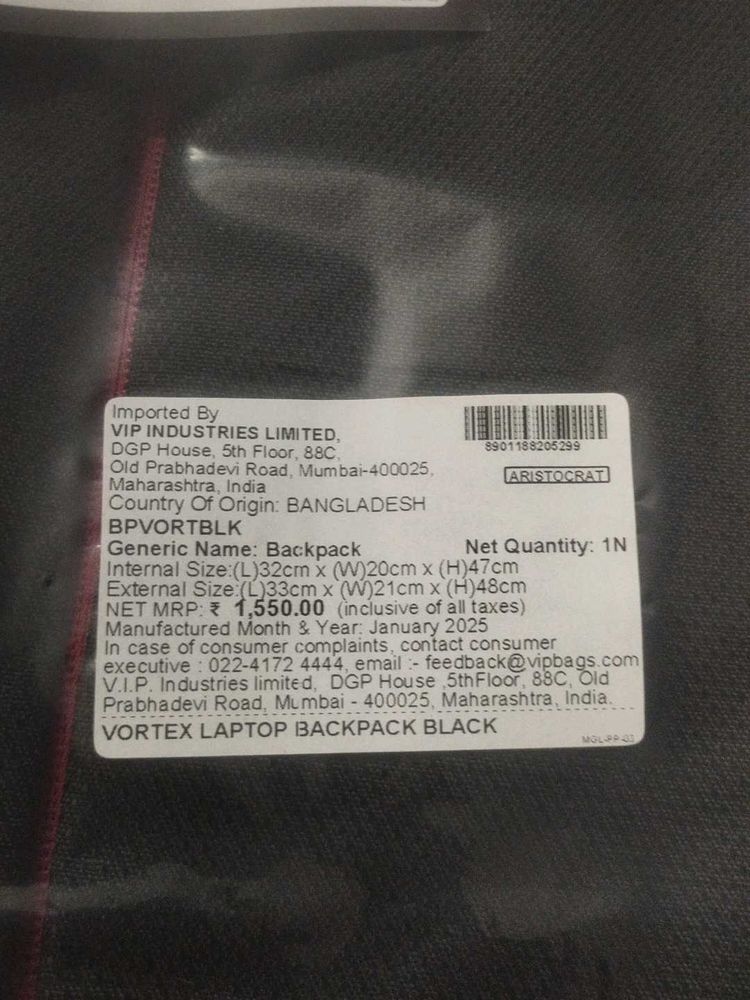 Imported By
VIP INDUSTRIES LIMITED,
DGP House, 5th Floor, 88C,
Old Prabhadevi Road, Mumbai-400025,
Maharashtra, India
8901188205299
ARISTOCRAT
Country Of Origin: BANGLADESH
BPVORTBLK
Generic Name: Backpack Net Quantity: 1N
Internal Size:(L)32cm x (W)20cm x (H)47cm
External Size:(L)33cm x (W)21cm x (H)48cm
NET MRP: ₹ 1,550.00 (inclusive of all taxes)
Manufactured Month & Year: January 2025
In case of consumer complaints, contact consumer
executive : 022-4172 4444, email :- feedback@vipbags.com
V.I.P. Industries limited, DGP House ,5thFloor, 88C, Old
Prabhadevi Road, Mumbai - 400025, Maharashtra, India.
VORTEX LAPTOP BACKPACK BLACK